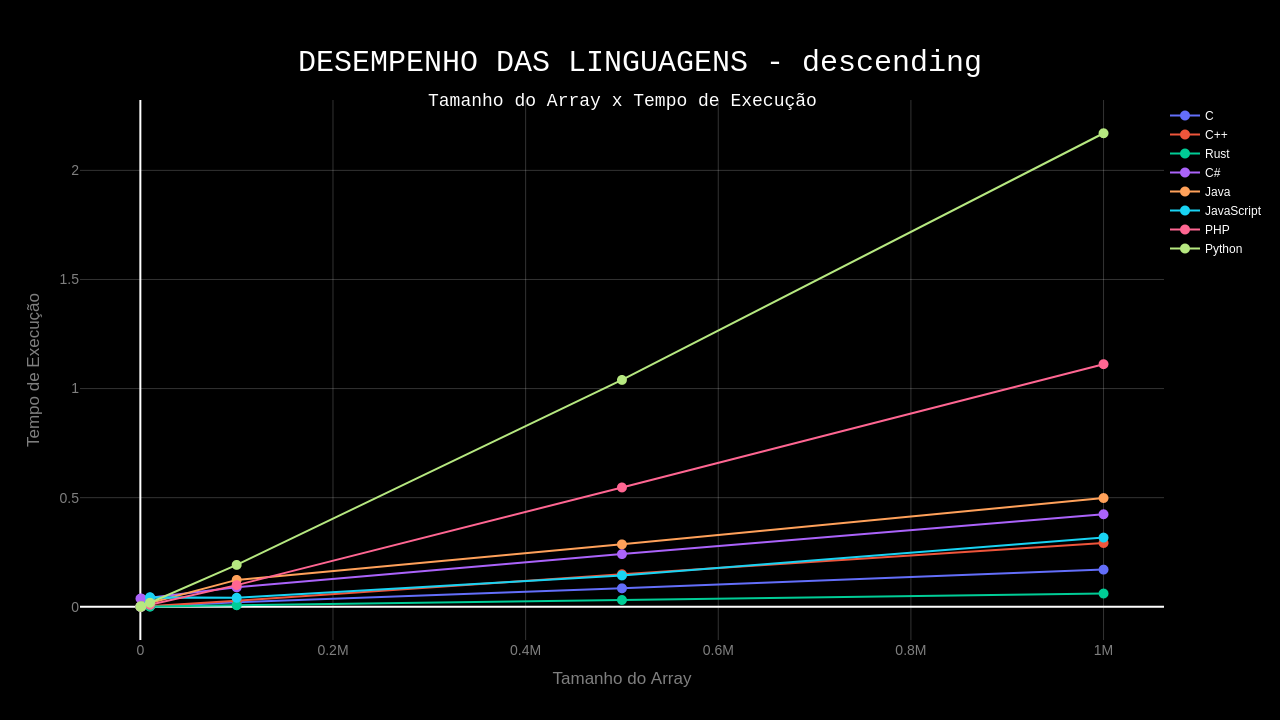 DESEMPENHO DAS LINGUAGENS - descending
Tamanho do Array x Tempo de Execução
C
C++
Rust
C#
Java
JavaScript
PHP
Python
Tempo de Execução
2
1.5
1
0.5
0
0
0.2M
0.4M
0.6M
0.8M
1M
Tamanho do Array